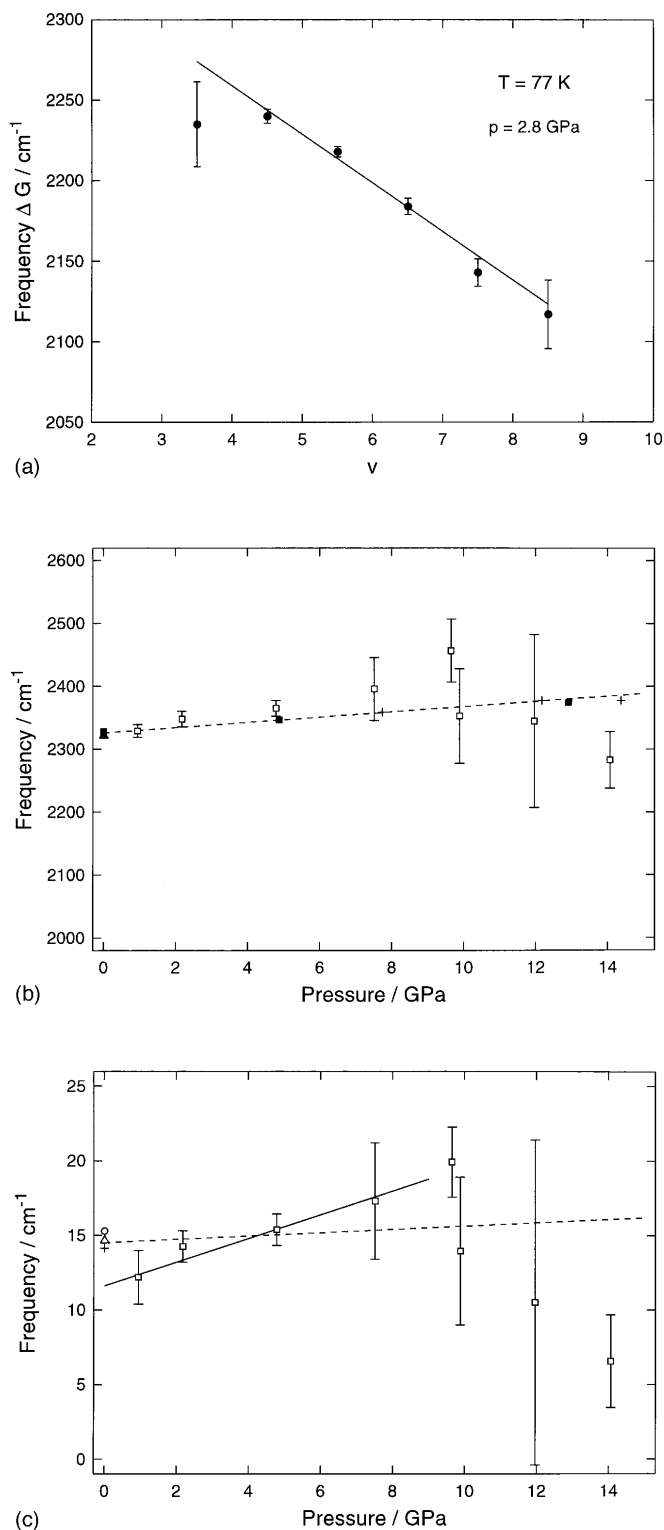 2300
2250
2200
2150
2100
2050
Frequency Δ G / cm⁻¹
T = 77 K
p = 2.8 GPa
2 3 4 5 6 7 8 9 10
(a)
v
2600
2500
2400
2300
2200
2100
2000
Frequency / cm⁻¹
0 2 4 6 8 10 12 14
(b)
Pressure / GPa
25
20
15
10
5
0
Frequency / cm⁻¹
0 2 4 6 8 10 12 14
(c)
Pressure / GPa